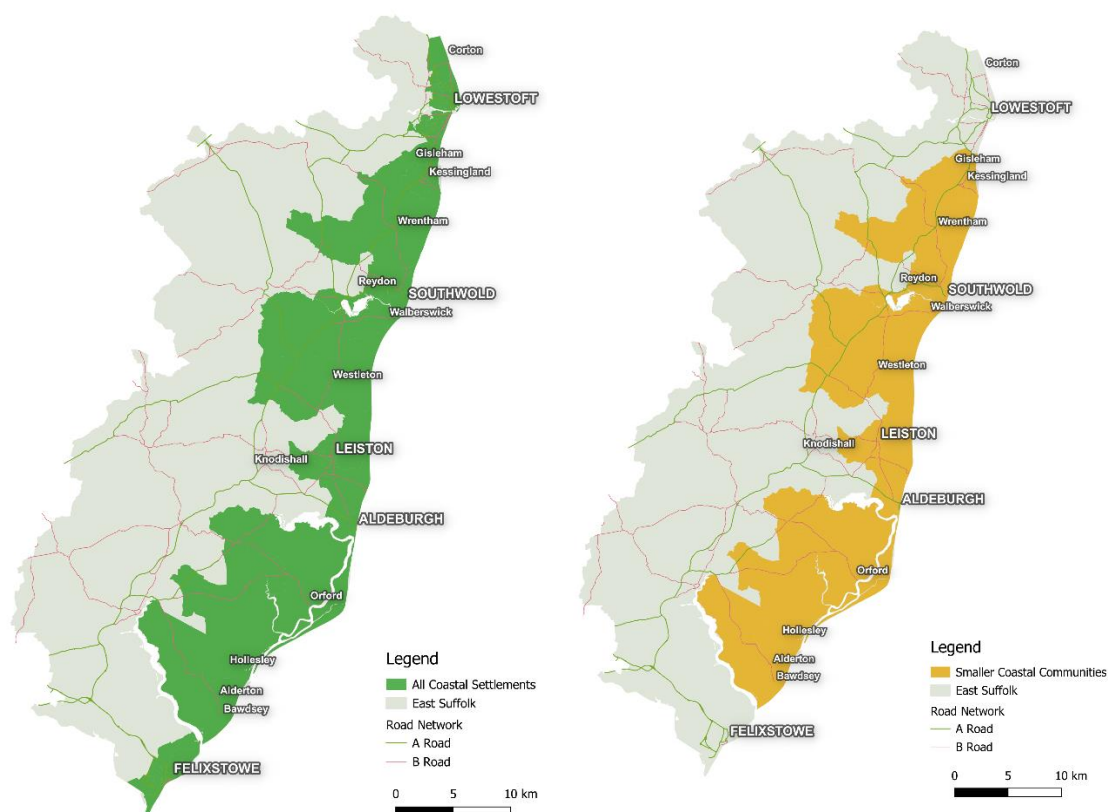 Corton
LOWESTOFT
Gisleham
Kessingland
Wrentham
Reydon
SOUTHWOLD
Walberswick
Westleton
LEISTON
Knodishall
ALDEBURGH
Orford
Hollesley
Alderton
Bawdsey
FELIXSTOWE
Legend
All Coastal Settlements
East Suffolk
Road Network
A Road
B Road
0 5 10 km
Corton
LOWESTOFT
Gisleham
Kessingland
Wrentham
Reydon
SOUTHWOLD
Walberswick
Westleton
LEISTON
Knodishall
ALDEBURGH
Orford
Hollesley
Alderton
Bawdsey
FELIXSTOWE
Legend
Smaller Coastal Communities
East Suffolk
Road Network
A Road
B Road
0 5 10 km